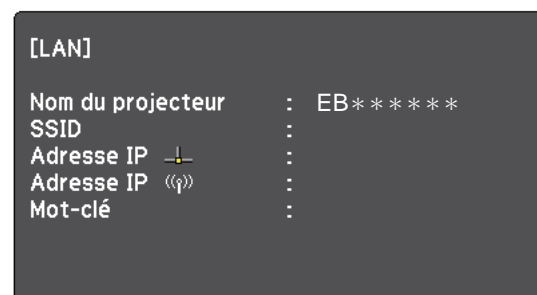 [LAN]
Nom du projecteur : EB∗∗∗∗∗∗
SSID :
Adresse IP :
Adresse IP :
Mot-clé :